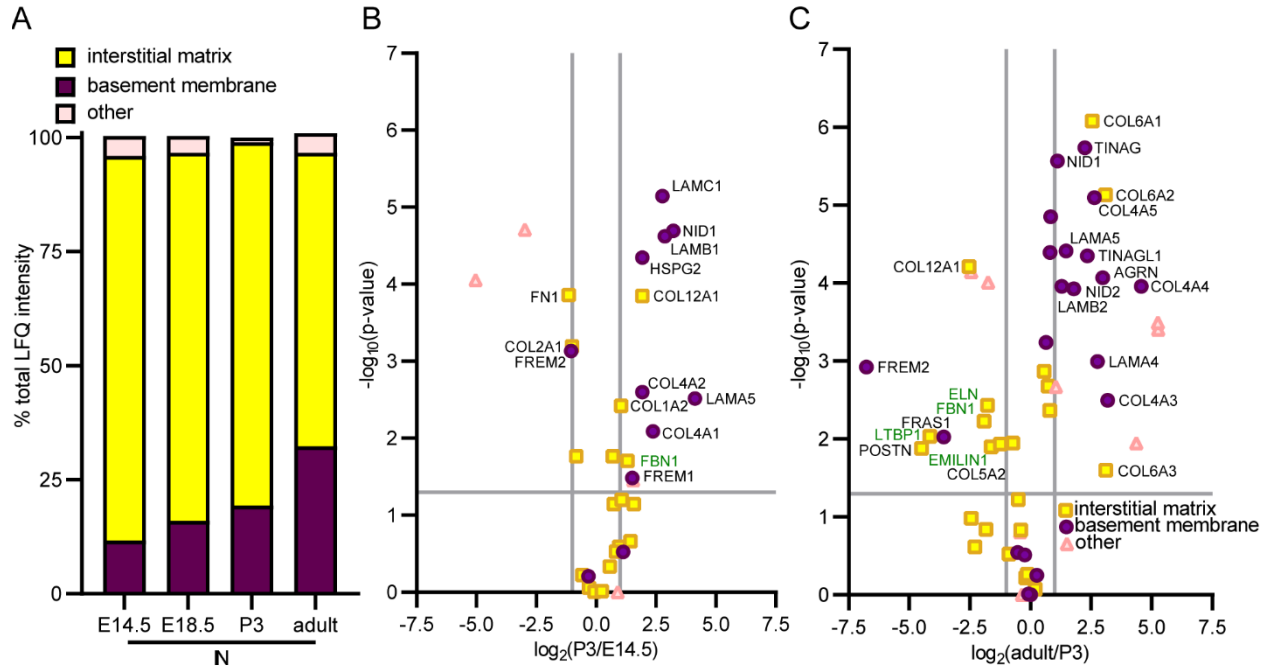 A
interstitial matrix
basement membrane
other
% total LFQ intensity
100
75
50
25
0
E14.5
E18.5
P3
adult
N
B
-log10(p-value)
7
6
5
4
3
2
1
0
LAMC1
NID1
LAMB1
HSPG2
FN1
COL12A1
COL2A1
FREM2
COL4A2
COL1A2
LAMA5
COL4A1
FBN1
FREM1
-7.5
-5.0
-2.5
0.0
2.5
5.0
7.5
log2(P3/E14.5)
C
-log10(p-value)
7
6
5
4
3
2
1
0
COL6A1
TINAG
NID1
COL6A2
COL4A5
LAMA5
TINAGL1
COL12A1
AGRN
NID2
COL4A4
LAMB2
FREM2
LAMA4
ELN
COL4A3
FBN1
FRAS1
LTBP1
POSTN
EMILIN1
COL5A2
COL6A3
interstitial matrix
basement membrane
other
-7.5
-5.0
-2.5
0.0
2.5
5.0
7.5
log2(adult/P3)